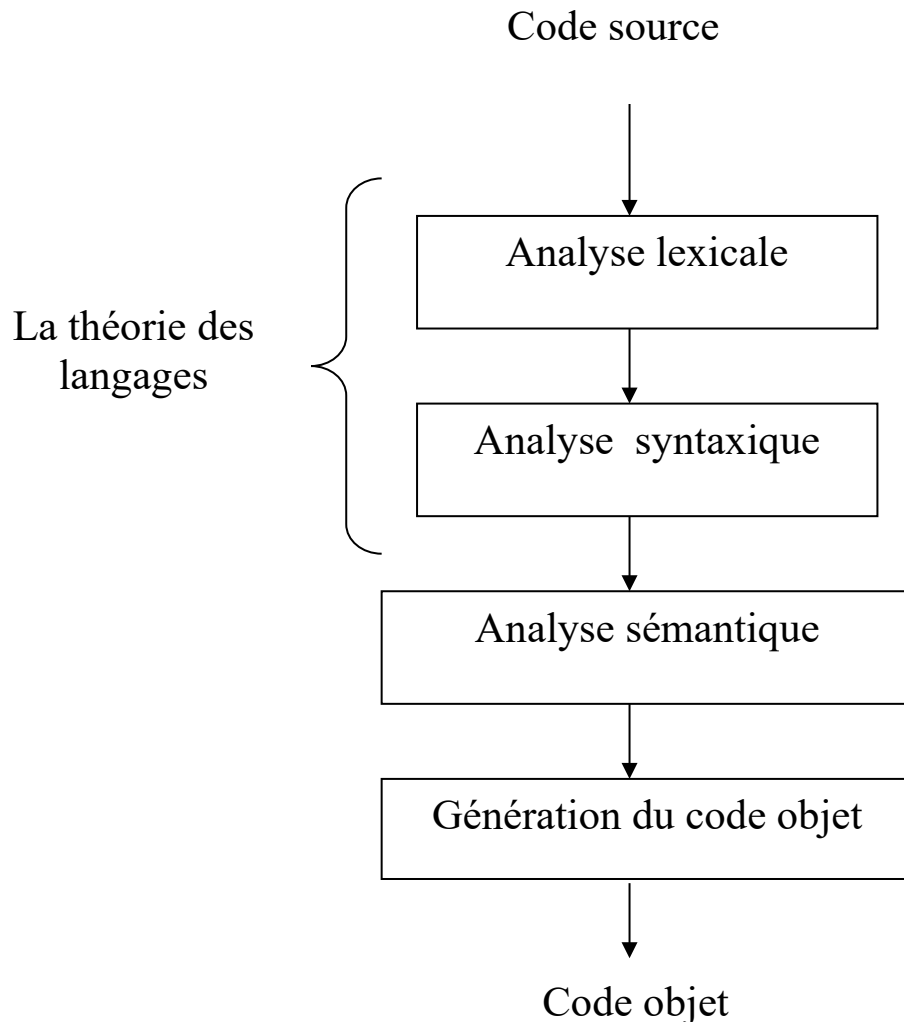 Code source
Analyse lexicale
La théorie des
langages
Analyse  syntaxique
Analyse sémantique
Génération du code objet
Code objet